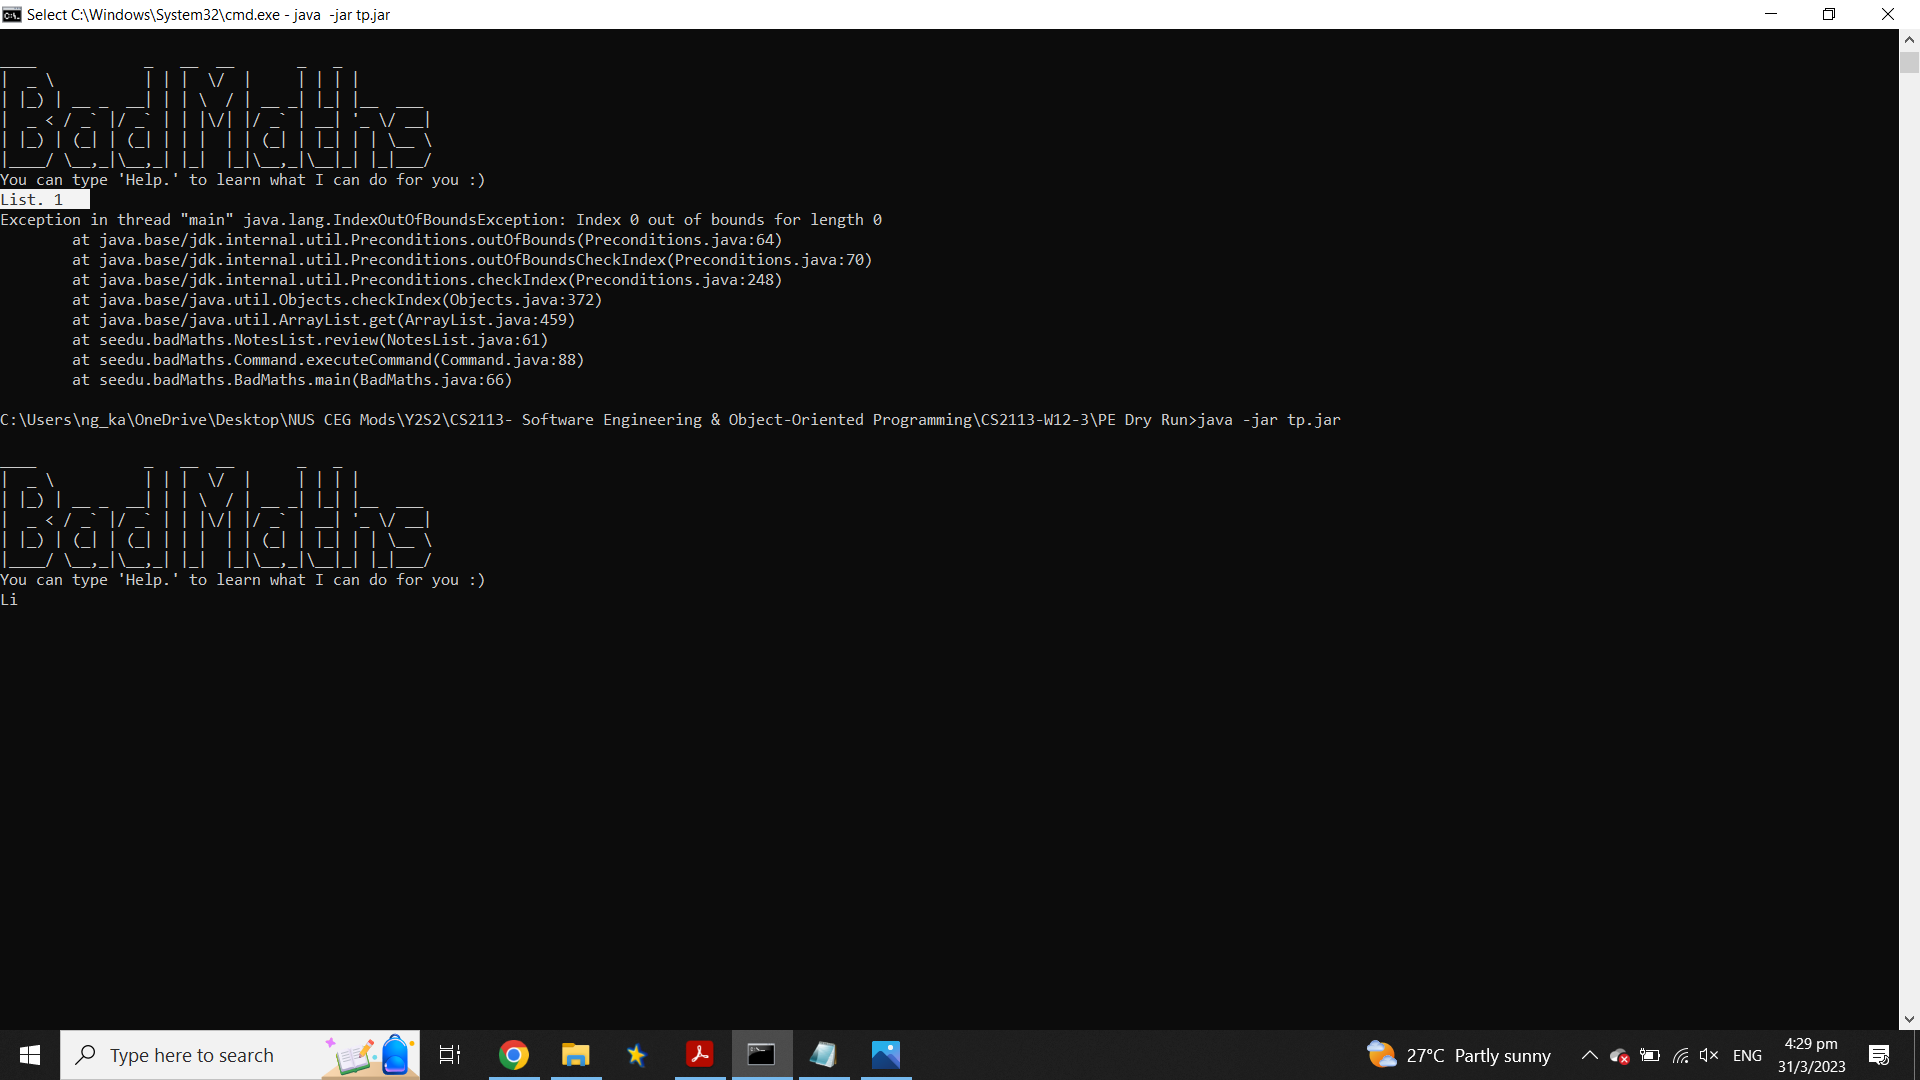 Select C:\Windows\System32\cmd.exe - java  -jar tp.jar
BadMaths
You can type 'Help.' to learn what I can do for you :)
List. 1
Exception in thread "main" java.lang.IndexOutOfBoundsException: Index 0 out of bounds for length 0
        at java.base/jdk.internal.util.Preconditions.outOfBounds(Preconditions.java:64)
        at java.base/jdk.internal.util.Preconditions.outOfBoundsCheckIndex(Preconditions.java:70)
        at java.base/jdk.internal.util.Preconditions.checkIndex(Preconditions.java:248)
        at java.base/java.util.Objects.checkIndex(Objects.java:372)
        at java.base/java.util.ArrayList.get(ArrayList.java:459)
        at seedu.badMaths.NotesList.review(NotesList.java:61)
        at seedu.badMaths.Command.executeCommand(Command.java:88)
        at seedu.badMaths.BadMaths.main(BadMaths.java:66)
C:\Users\ng_ka\OneDrive\Desktop\NUS CEG Mods\Y2S2\CS2113- Software Engineering & Object-Oriented Programming\CS2113-W12-3\PE Dry Run>java -jar tp.jar
BadMaths
You can type 'Help.' to learn what I can do for you :)
Li
Type here to search
27°C Partly sunny
ENG
4:29 pm
31/3/2023